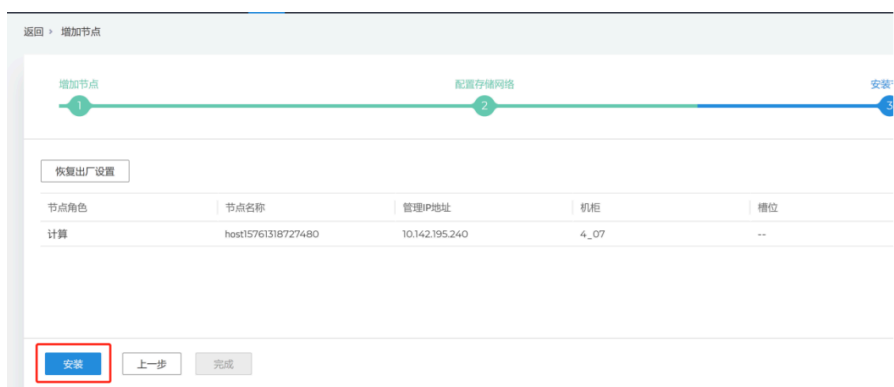 返回 › 增加节点
增加节点 配置存储网络 安装
1 2 3
恢复出厂设置
节点角色 节点名称 管理IP地址 机柜 槽位
计算 host15761318727480 10.142.195.240 4_07 --
安装 上一步 完成